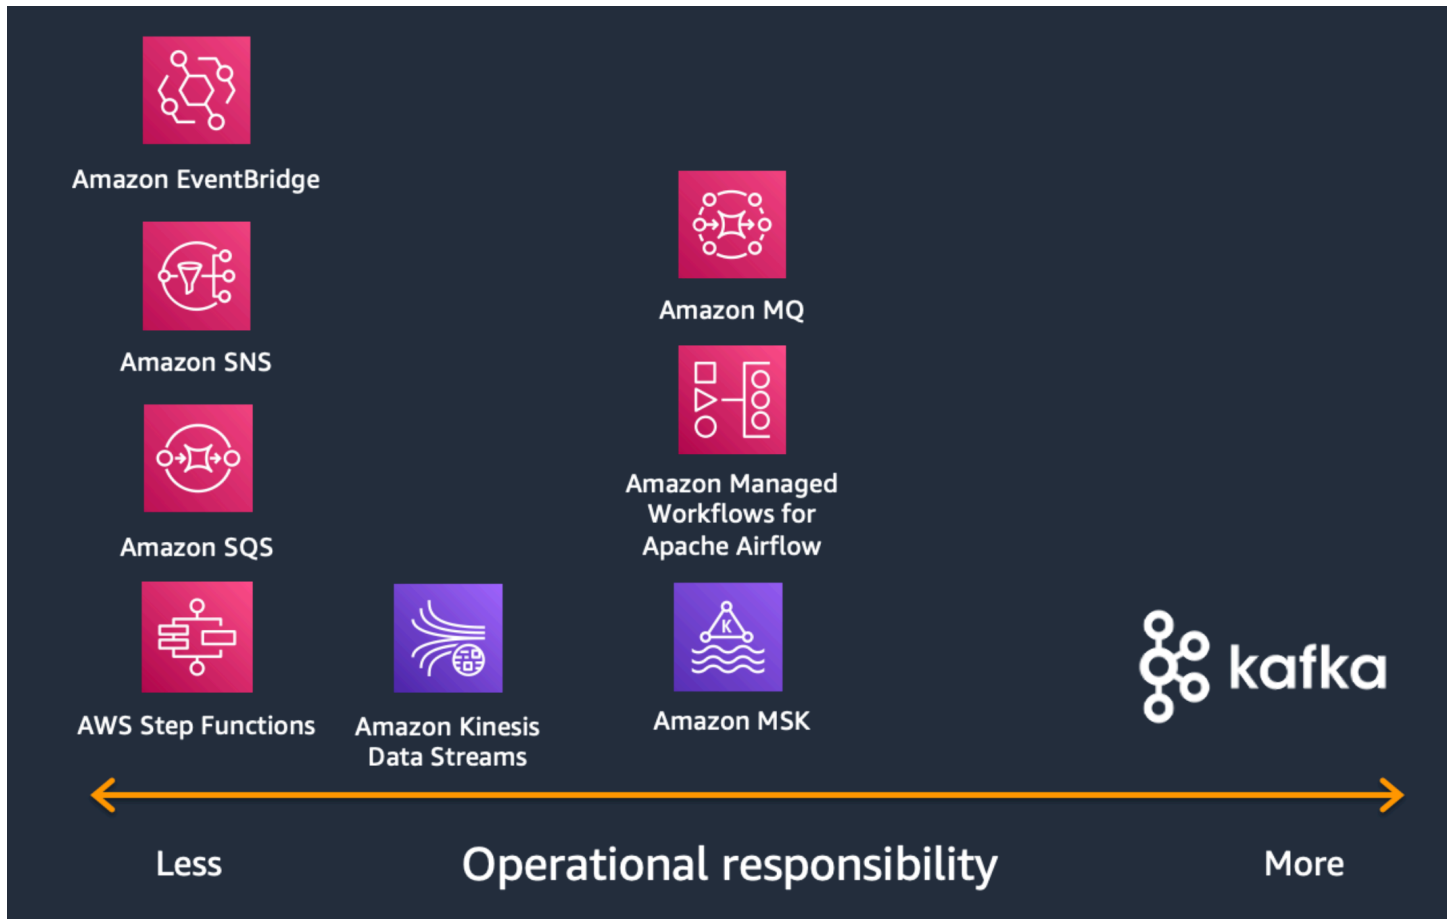 Amazon EventBridge
Amazon SNS
Amazon SQS
AWS Step Functions
Amazon Kinesis
Data Streams
Amazon MQ
Amazon Managed
Workflows for
Apache Airflow
K
Amazon MSK
kafka
Less
Operational responsibility
More